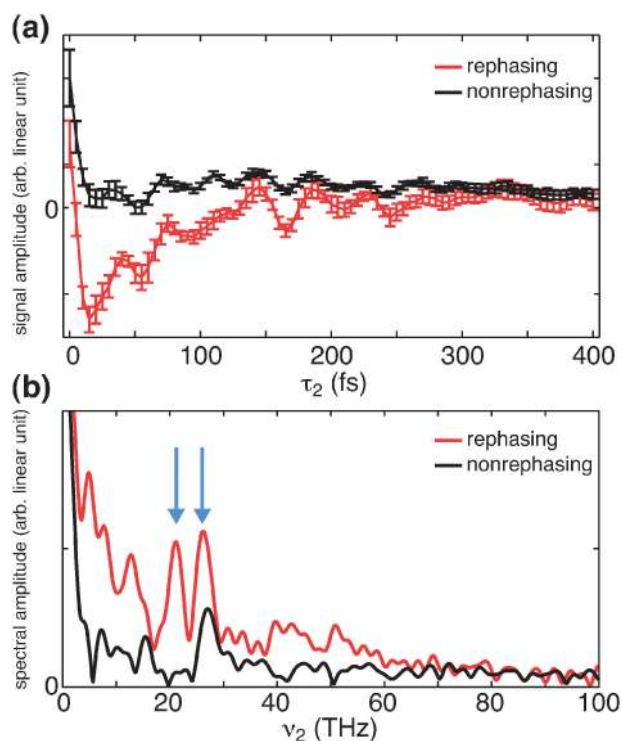 (a)
signal amplitude (arb. linear unit)
rephasing
nonrephasing
0
0 100 200 300 400
τ₂ (fs)
(b)
spectral amplitude (arb. linear unit)
rephasing
nonrephasing
0
0 20 40 60 80 100
ν₂ (THz)